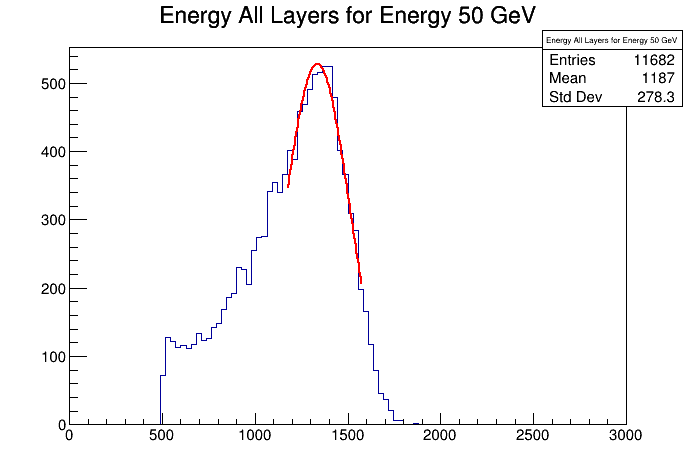 Energy All Layers for Energy 50 GeV
Energy All Layers for Energy 50 GeV
Entries 11682
Mean 1187
Std Dev 278.3
500
400
300
200
100
0
0 500 1000 1500 2000 2500 3000